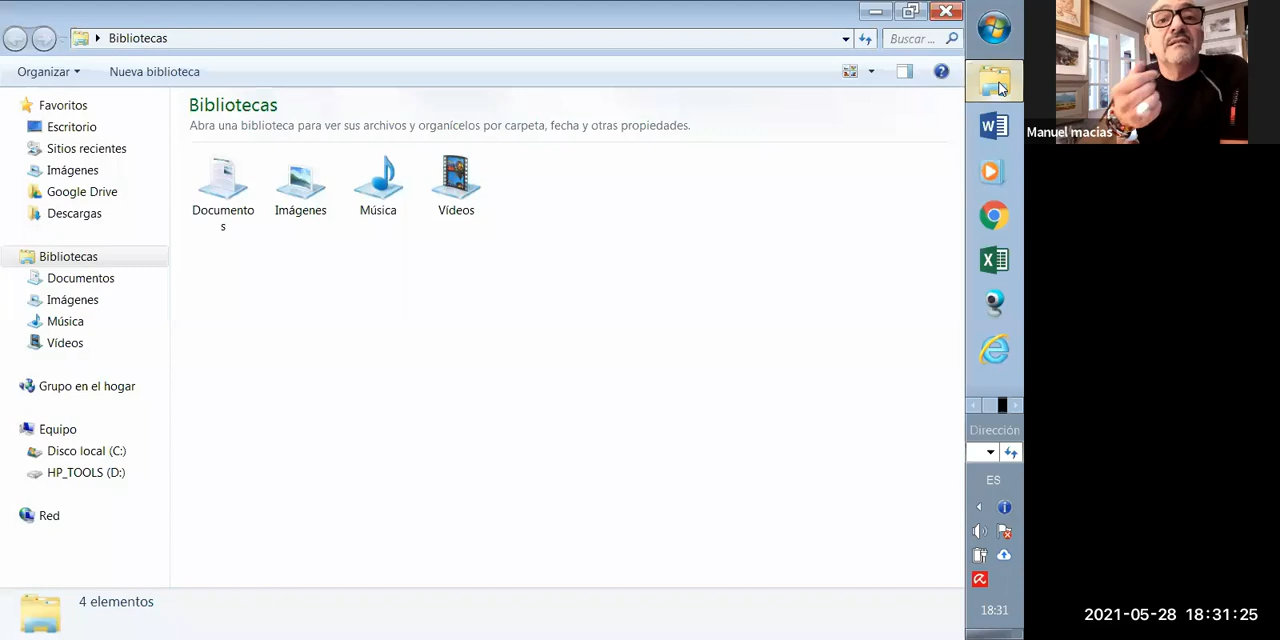 Bibliotecas
Buscar ...
Organizar
Nueva biblioteca
Favoritos
Escritorio
Sitios recientes
Imágenes
Google Drive
Descargas
Bibliotecas
Documentos
Imágenes
Música
Vídeos
Grupo en el hogar
Equipo
Disco local (C:)
HP_TOOLS (D:)
Red
Bibliotecas
Abra una biblioteca para ver sus archivos y organícelos por carpeta, fecha y otras propiedades.
Documento
s
Imágenes
Música
Vídeos
4 elementos
Dirección
ES
18:31
Manuel macias
2021-05-28 18:31:25